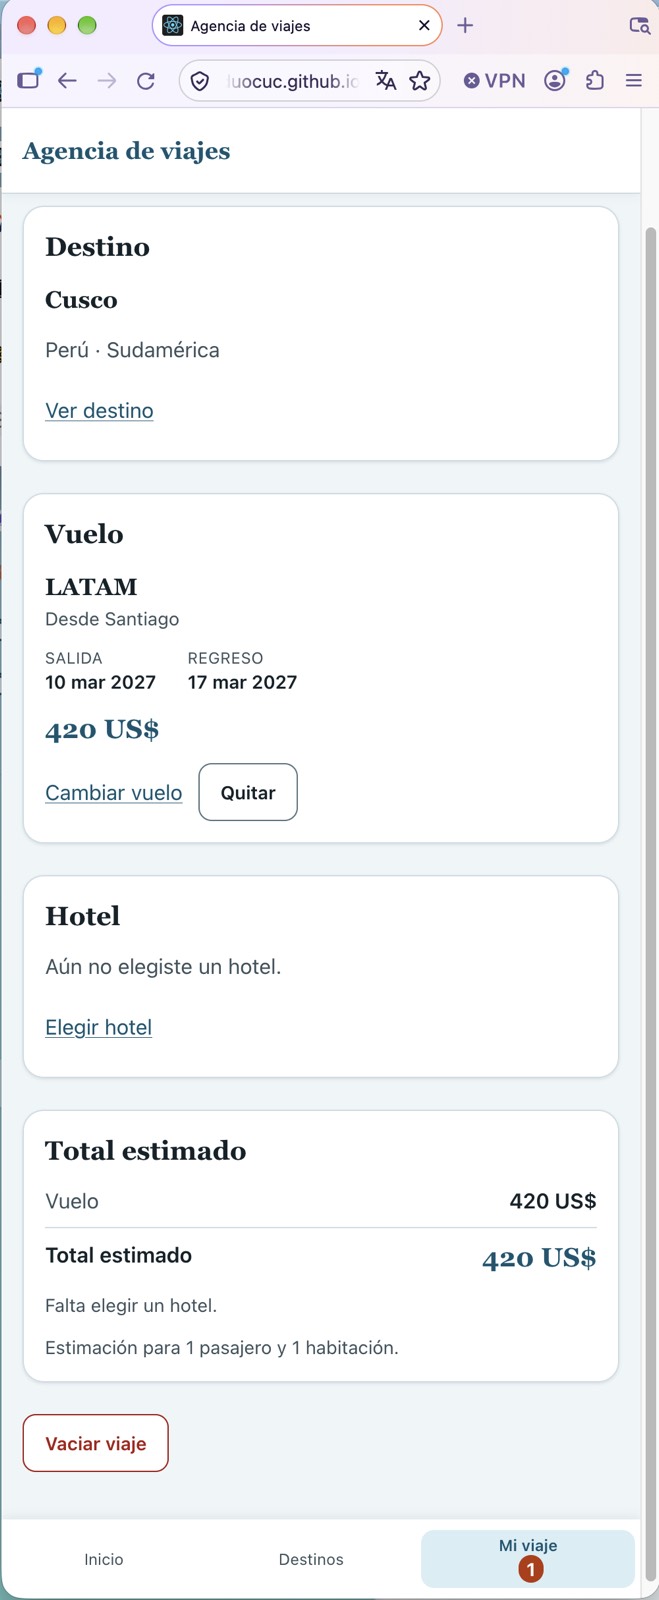 Agencia de viajes
VPN
Agencia de viajes
Destino
Cusco
Perú · Sudamérica
Ver destino
Vuelo
LATAM
Desde Santiago
SALIDA REGRESO
10 mar 2027 17 mar 2027
420 US$
Cambiar vuelo Quitar
Hotel
Aún no elegiste un hotel.
Elegir hotel
Total estimado
Vuelo 420 US$
Total estimado 420 US$
Falta elegir un hotel.
Estimación para 1 pasajero y 1 habitación.
Vaciar viaje
Inicio Destinos Mi viaje
1